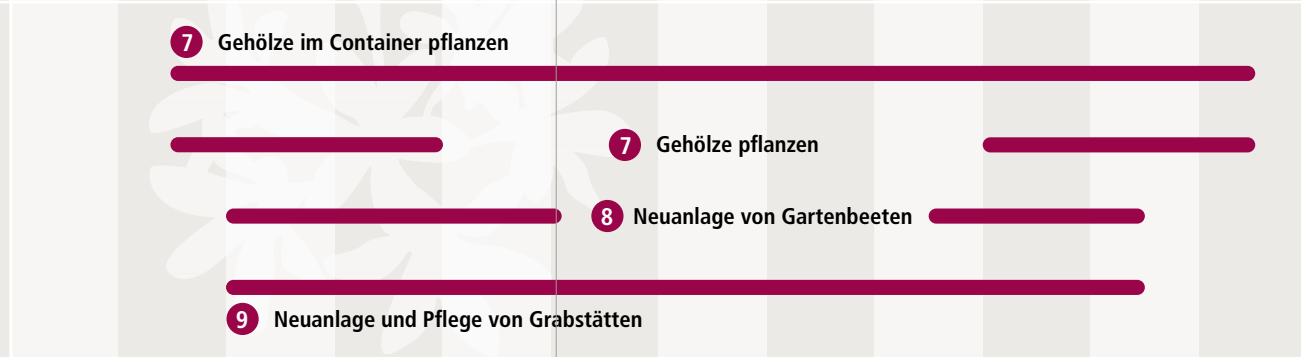 7 Gehölze im Container pflanzen
7 Gehölze pflanzen
8 Neuanlage von Gartenbeeten
9 Neuanlage und Pflege von Grabstätten